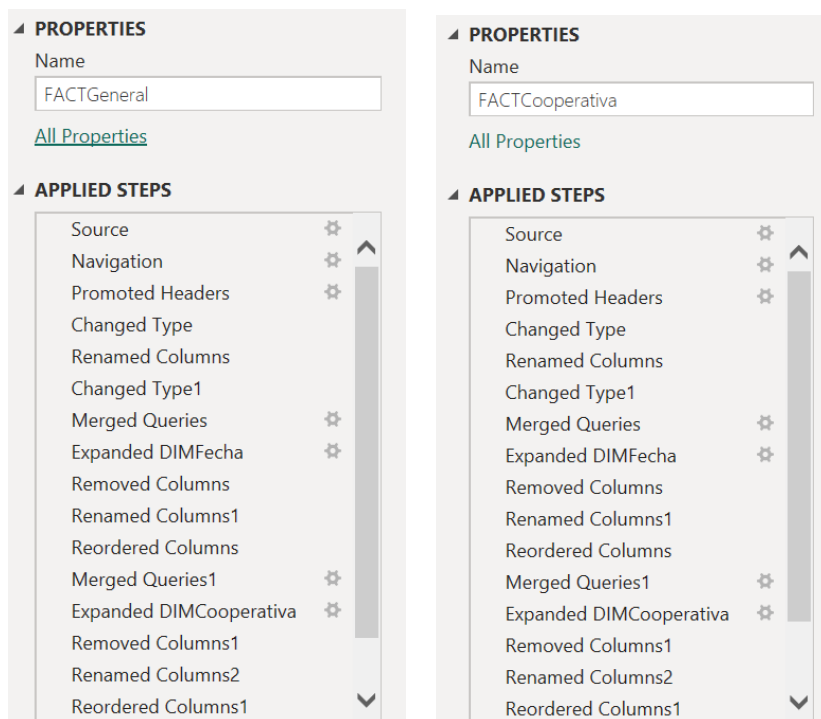 PROPERTIES
Name
FACTGeneral
All Properties
APPLIED STEPS
Source
Navigation
Promoted Headers
Changed Type
Renamed Columns
Changed Type1
Merged Queries
Expanded DIMFecha
Removed Columns
Renamed Columns1
Reordered Columns
Merged Queries1
Expanded DIMCooperativa
Removed Columns1
Renamed Columns2
Reordered Columns1
PROPERTIES
Name
FACTCooperativa
All Properties
APPLIED STEPS
Source
Navigation
Promoted Headers
Changed Type
Renamed Columns
Changed Type1
Merged Queries
Expanded DIMFecha
Removed Columns
Renamed Columns1
Reordered Columns
Merged Queries1
Expanded DIMCooperativa
Removed Columns1
Renamed Columns2
Reordered Columns1